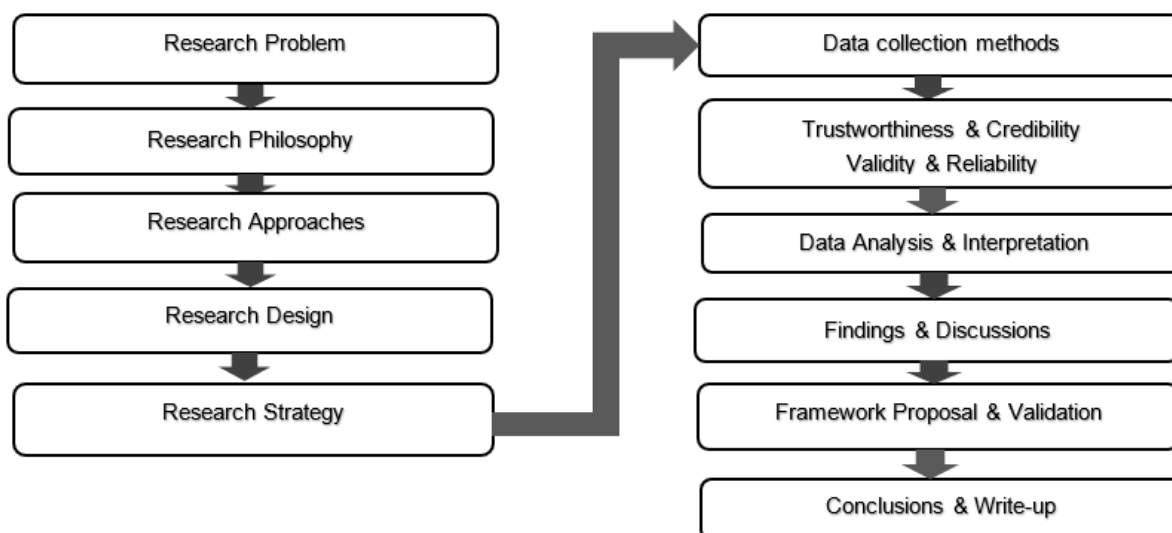 Research Problem
Research Philosophy
Research Approaches
Research Design
Research Strategy
Data collection methods
Trustworthiness & Credibility
Validity & Reliability
Data Analysis & Interpretation
Findings & Discussions
Framework Proposal & Validation
Conclusions & Write-up